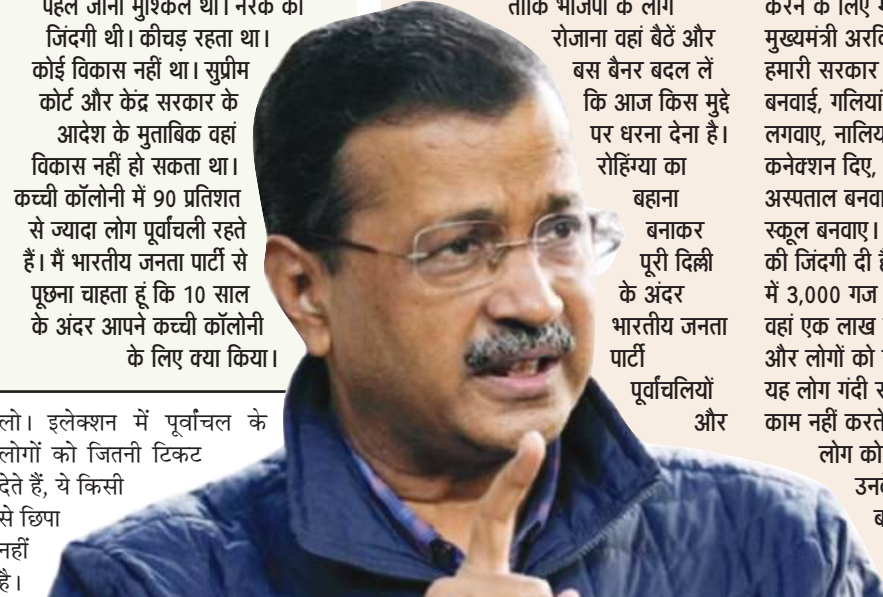 पहले जाना मुश्किल था। नरक की
जिंदगी थी। कीचड़ रहता था।
कोई विकास नहीं था। सुप्रीम
कोर्ट और केंद्र सरकार के
आदेश के मुताबिक वहां
विकास नहीं हो सकता था।
कच्ची कॉलोनी में 90 प्रतिशत
से ज्यादा लोग पूर्वांचली रहते
हैं। मैं भारतीय जनता पार्टी से
पूछना चाहता हूं कि 10 साल
के अंदर आपने कच्ची कॉलोनी
के लिए क्या किया।
लो। इलेक्शन में पूर्वांचल के
लोगों को जितनी टिकट
देते हैं, ये किसी
से छिपा
नहीं
है।
ताकि भाजपा के लोग
रोजाना वहां बैठें और
बस बैनर बदल लें
कि आज किस मुद्दे
पर धरना देना है।
रोहिंग्या का
बहाना
बनाकर
पूरी दिल्ली
के अंदर
भारतीय जनता
पार्टी
पूर्वांचलियों
और
करने के लिए
मुख्यमंत्री
हमारी सरकार
बनवाई, गलियां
लगवाए,
कनेक्शन दिए,
अस्पताल
स्कूल बनवाए।
की जिंदगी दी
में 3,000 गज
वहां एक लाख
और लोगों को
यह लोग गंदी
काम नहीं करते
लोग को